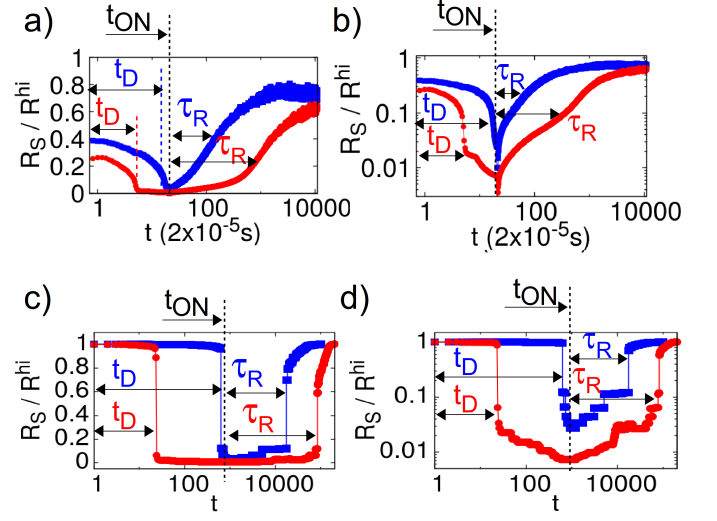 a)
t_ON
R_S / R^hi
1
0.8
0.6
0.4
0.2
0
t_D
t_D
τ_R
τ_R
1
100
10000
t (2x10^-5s)
b)
t_ON
R_S / R^hi
1
0.1
0.01
t_D
t_D
τ_R
τ_R
1
100
10000
t (2x10^-5s)
c)
t_ON
R_S / R^hi
1
0.8
0.6
0.4
0.2
0
t_D
t_D
τ_R
τ_R
1
100
10000
t
d)
t_ON
R_S / R^hi
1
0.1
0.01
t_D
t_D
τ_R
τ_R
1
100
10000
t